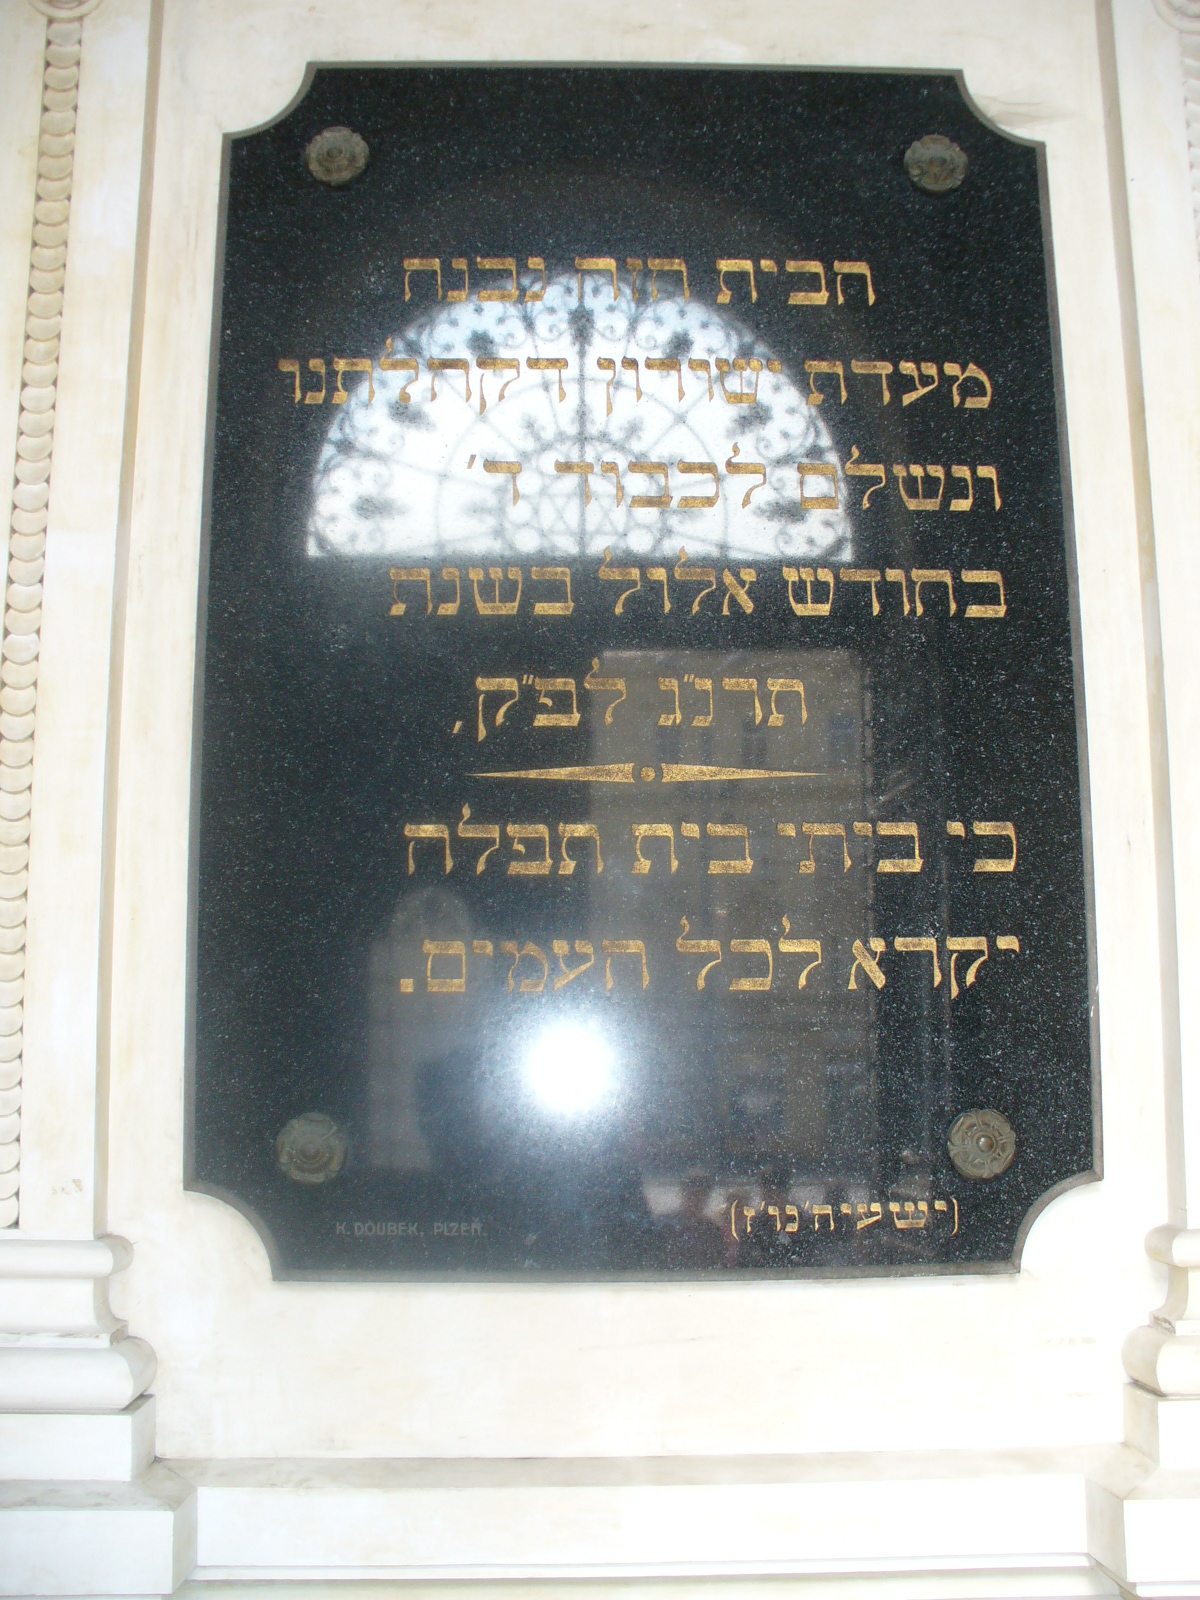 הבית הזה נבנה
מעדת ישורון דקהלתנו
ונשלם לכבוד ד׳
בחודש אלול בשנת
תרנ״ג לפ״ק,
כי ביתי בית תפלה
יקרא לכל העמים.
(ישעיה׳נו׳ז)
K. DOUBEK, PLZEŇ.